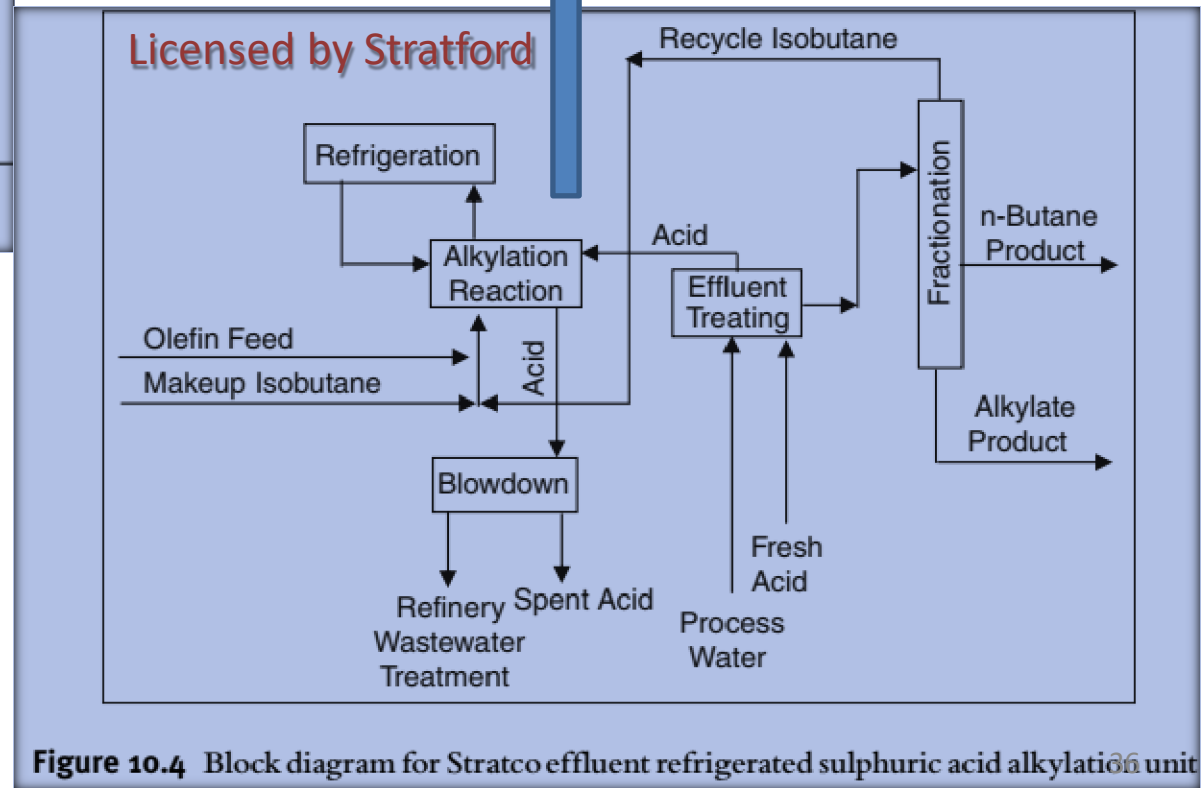 Licensed by Stratford
Recycle Isobutane
Refrigeration
Fractionation
n-Butane
Product
Acid
Alkylation
Reaction
Effluent
Treating
Olefin Feed
Makeup Isobutane
Acid
Alkylate
Product
Blowdown
Fresh
Acid
Refinery
Wastewater
Treatment
Spent Acid
Process
Water
Figure 10.4 Block diagram for Stratco effluent refrigerated sulphuric acid alkylation unit
36